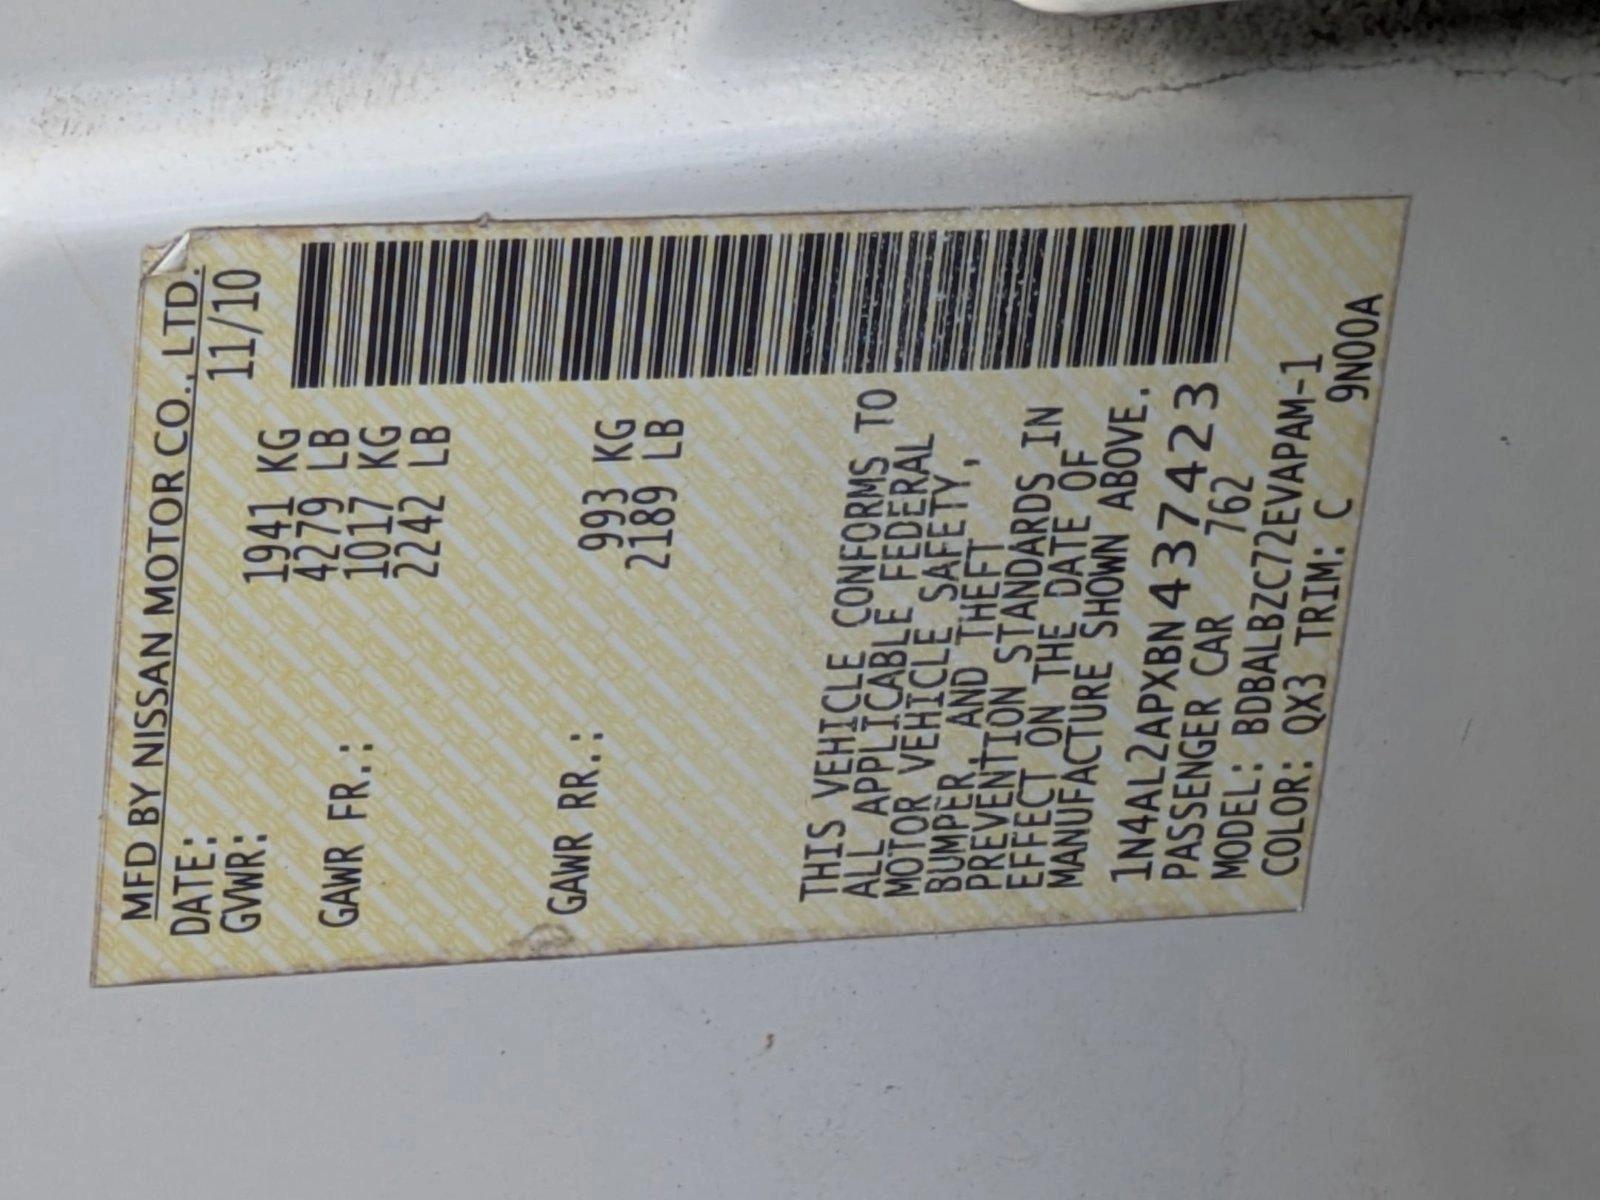 MFD BY NISSAN MOTOR CO., LTD.
DATE: 11/10
GVWR: 1941 KG
4279 LB
GAWR FR.: 1017 KG
2242 LB
GAWR RR.: 993 KG
2189 LB
THIS VEHICLE CONFORMS TO
ALL APPLICABLE FEDERAL
MOTOR VEHICLE SAFETY,
BUMPER, AND THEFT
PREVENTION STANDARDS IN
EFFECT ON THE DATE OF
MANUFACTURE SHOWN ABOVE.
1N4AL2APXBN437423
PASSENGER CAR 762
MODEL: BDBALBZC72EVAPAM-1
COLOR: QX3 TRIM: C 9N00A